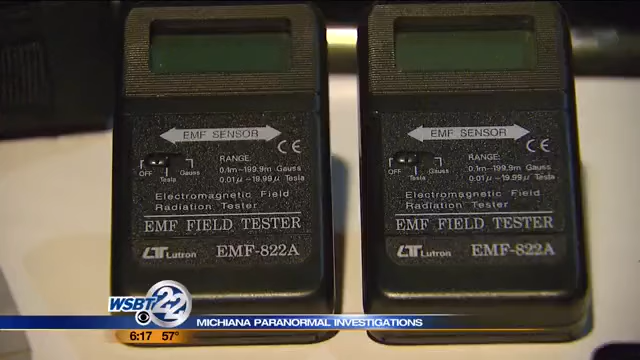 EMF SENSOR
CE
OFF
Tesla
Gauss
RANGE:
0.1m-199.9m Gauss
0.01μ-19.99μ Tesla
Electromagnetic Field
Radiation Tester
EMF FIELD TESTER
LT Lutron EMF-822A
EMF SENSOR
CE
OFF
Tesla
Gauss
RANGE:
0.1m-199.9m Gauss
0.01μ-19.99μ Tesla
Electromagnetic Field
Radiation Tester
EMF FIELD TESTER
LT Lutron EMF-822A
WSBT 22
MICHIANA PARANORMAL INVESTIGATIONS
6:17 57°